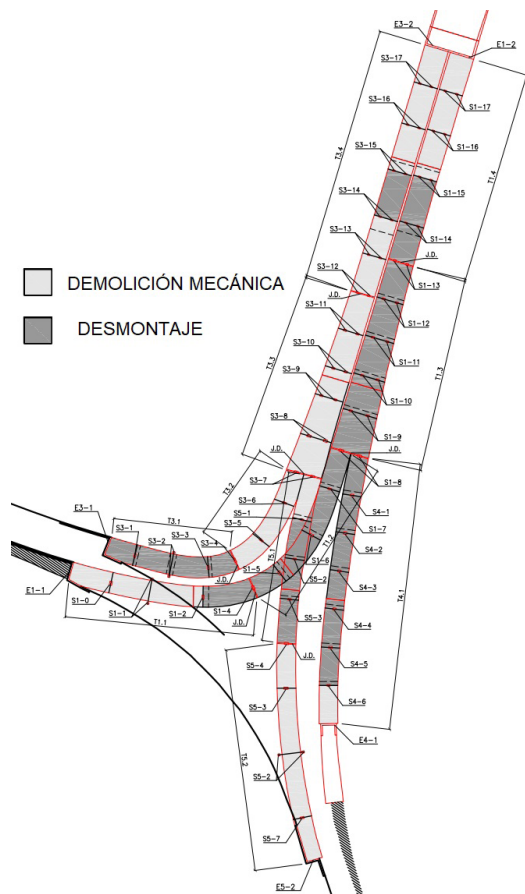 E3-2
E1-2
S3-17
S1-17
S3-16
S1-16
T3.4
S3-15
S1-15
T1.4
S3-14
S1-14
S3-13
J.D.
S1-13
DEMOLICIÓN MECÁNICA
S3-12
J.D.
S1-12
DESMONTAJE
S3-11
S1-11
S3-10
S1-10
T3.3
T1.3
S3-9
S1-9
S3-8
J.D.
S1-8
J.D.
S3-7
T3.2
S4-1
E3-1
T3.1
S3-6
S1-7
S3-1
S5-1
S4-2
S3-2
S3-5
T1.2
S3-3
S3-4
T5.1
S1-6
E1-1
S1-5
S5-2
S4-3
S1-0
J.D.
S1-1
S1-2
S1-4
S5-3
S4-4
T1.1
J.D.
T4.1
S5-4
J.D.
S4-5
S5-3
S4-6
E4-1
T5.2
S5-2
S5-7
E5-2